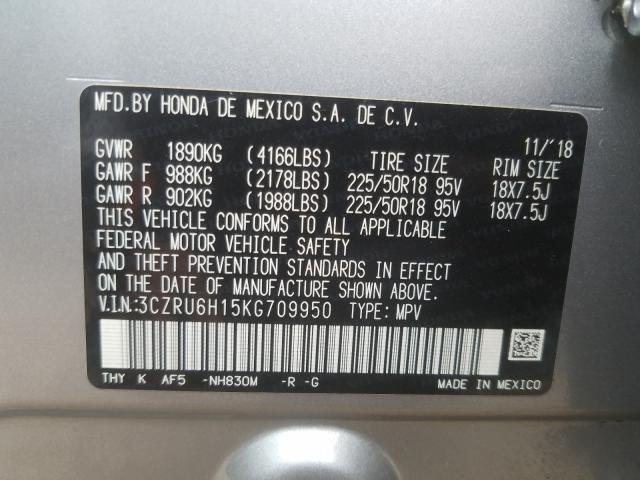 MFD.BY HONDA DE MEXICO S.A. DE C.V.
11/'18
GVWR 1890KG (4166LBS) TIRE SIZE RIM SIZE
GAWR F 988KG (2178LBS) 225/50R18 95V 18X7.5J
GAWR R 902KG (1988LBS) 225/50R18 95V 18X7.5J
THIS VEHICLE CONFORMS TO ALL APPLICABLE
FEDERAL MOTOR VEHICLE SAFETY
AND THEFT PREVENTION STANDARDS IN EFFECT
ON THE DATE OF MANUFACTURE SHOWN ABOVE.
V.I.N.:3CZRU6H15KG709950 TYPE: MPV
THY K AF5 -NH830M -R -G
MADE IN MEXICO